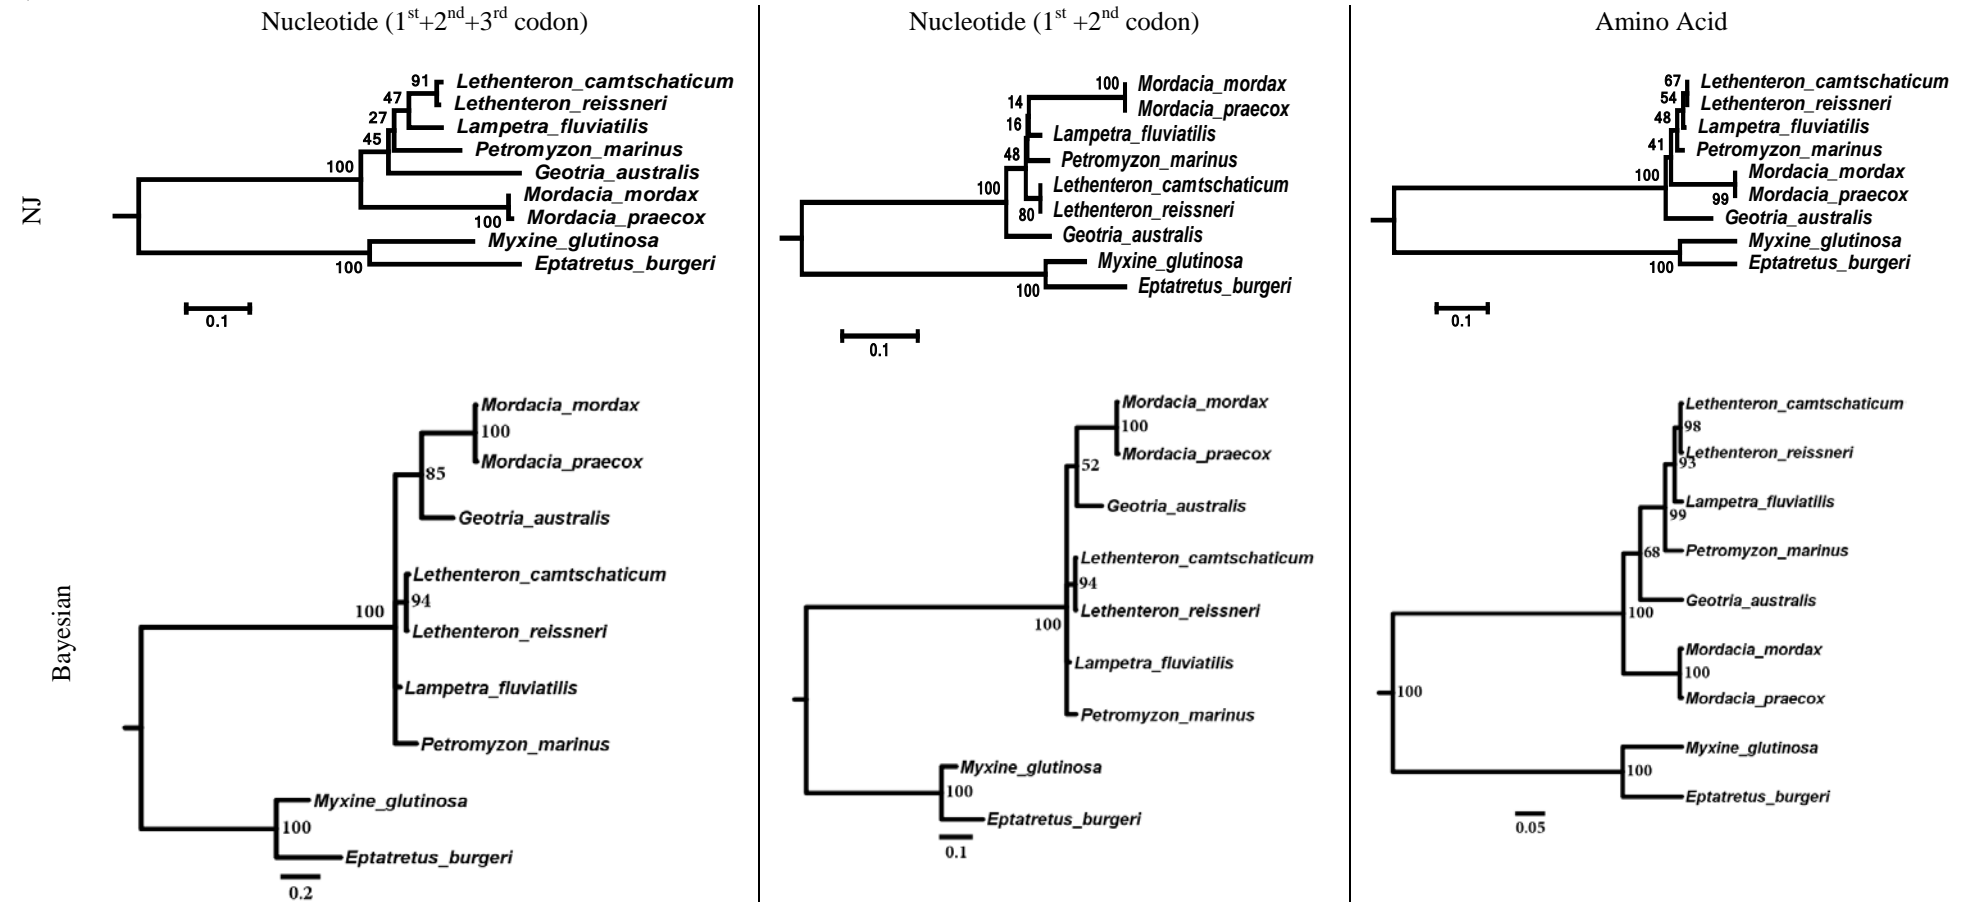 Nucleotide (1st+2nd+3rd codon)
Nucleotide (1st +2nd codon)
Amino Acid
NJ
91
Lethenteron_camtschaticum
47
Lethenteron_reissneri
27
Lampetra_fluviatilis
45
Petromyzon_marinus
100
Geotria_australis
Mordacia_mordax
100
Mordacia_praecox
Myxine_glutinosa
100
Eptatretus_burgeri
0.1
100
Mordacia_mordax
14
Mordacia_praecox
16
Lampetra_fluviatilis
48
Petromyzon_marinus
100
Lethenteron_camtschaticum
80
Lethenteron_reissneri
Geotria_australis
Myxine_glutinosa
100
Eptatretus_burgeri
0.1
67
Lethenteron_camtschaticum
54
Lethenteron_reissneri
48
Lampetra_fluviatilis
41
Petromyzon_marinus
100
Mordacia_mordax
99
Mordacia_praecox
Geotria_australis
Myxine_glutinosa
100
Eptatretus_burgeri
0.1
Bayesian
Mordacia_mordax
100
Mordacia_praecox
85
Geotria_australis
Lethenteron_camtschaticum
94
100
Lethenteron_reissneri
Lampetra_fluviatilis
Petromyzon_marinus
Myxine_glutinosa
100
Eptatretus_burgeri
0.2
Mordacia_mordax
100
Mordacia_praecox
52
Geotria_australis
Lethenteron_camtschaticum
94
Lethenteron_reissneri
100
Lampetra_fluviatilis
Petromyzon_marinus
Myxine_glutinosa
100
Eptatretus_burgeri
0.1
Lethenteron_camtschaticum
98
Lethenteron_reissneri
93
Lampetra_fluviatilis
99
Petromyzon_marinus
68
Geotria_australis
100
Mordacia_mordax
100
Mordacia_praecox
100
Myxine_glutinosa
100
Eptatretus_burgeri
0.05